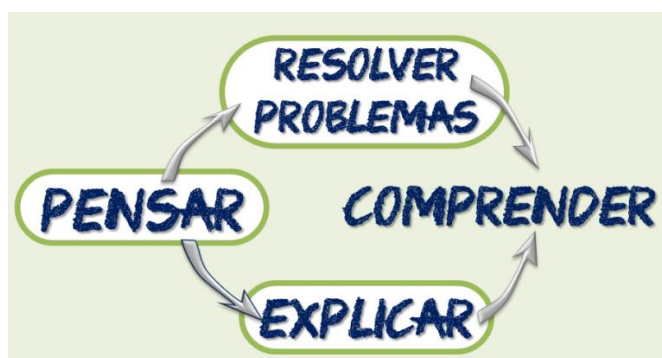 RESOLVER
PROBLEMAS
PENSAR
COMPRENDER
EXPLICAR